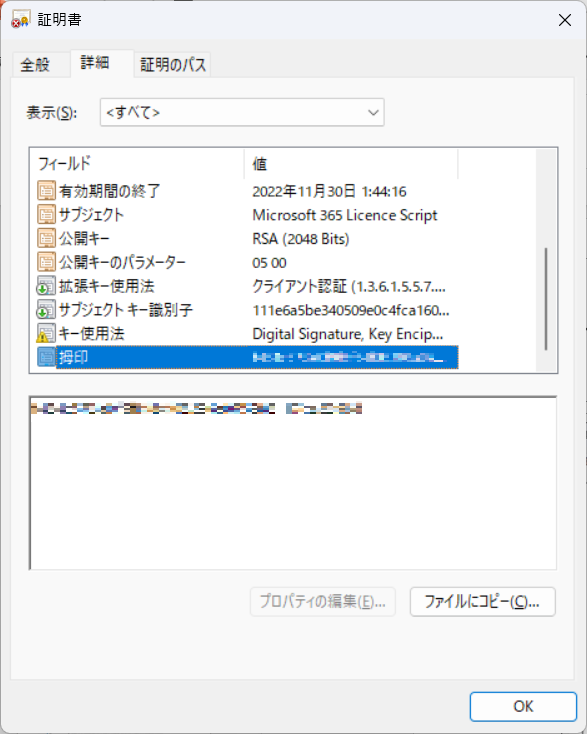 証明書
全般
詳細
証明のパス
表示(S):
<すべて>
フィールド 値
有効期間の終了 2022年11月30日 1:44:16
サブジェクト Microsoft 365 Licence Script
公開キー RSA (2048 Bits)
公開キーのパラメーター 05 00
拡張キー使用法 クライアント認証 (1.3.6.1.5.5.7....
サブジェクト キー識別子 111e6a5be340509e0c4fca160...
キー使用法 Digital Signature, Key Encip...
拇印
プロパティの編集(E)...
ファイルにコピー(C)...
OK